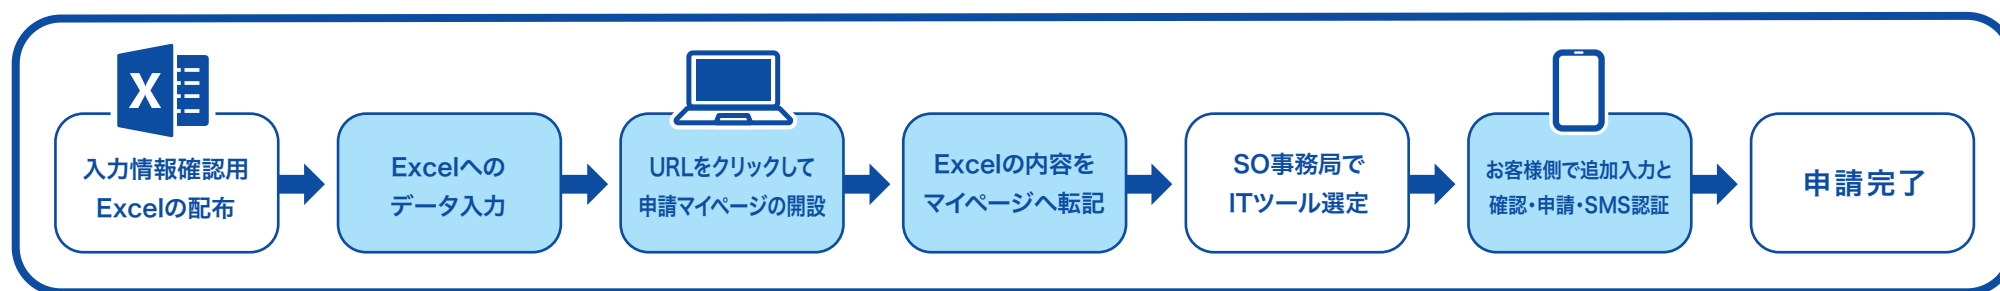 X
入力情報確認用
Excelの配布
Excelへの
データ入力
URLをクリックして
申請マイページの開設
Excelの内容を
マイページへ転記
SO事務局で
ITツール選定
お客様側で追加入力と
確認・申請・SMS認証
申請完了